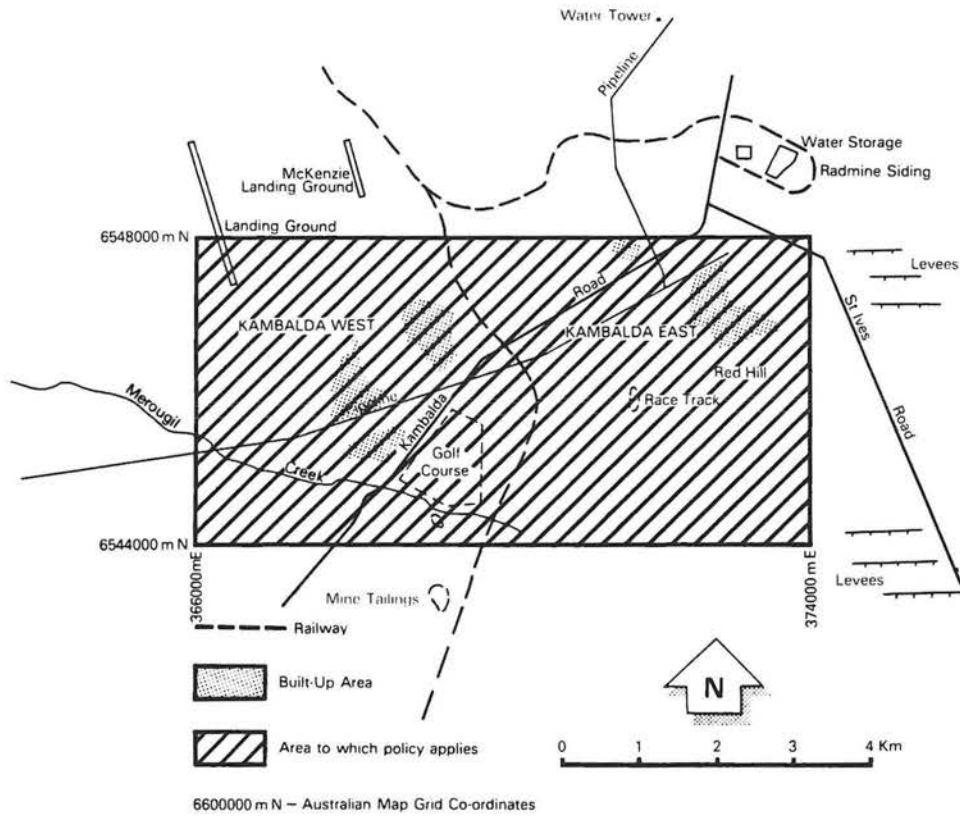 Water Tower
Pipeline
Water Storage
Radmine Siding
McKenzie
Landing Ground
Landing Ground
6548000 m N
Levees
Road
St Ives
Road
KAMBALDA WEST
KAMBALDA EAST
Red Hill
Race Track
Merougil
Creek
Pipeline
Kambalda
Golf
Course
6544000 m N
366000mE
374000 m E
Levees
Mine Tailings
Railway
Built-Up Area
Area to which policy applies
N
0 1 2 3 4 Km
6600000 m N – Australian Map Grid Co-ordinates